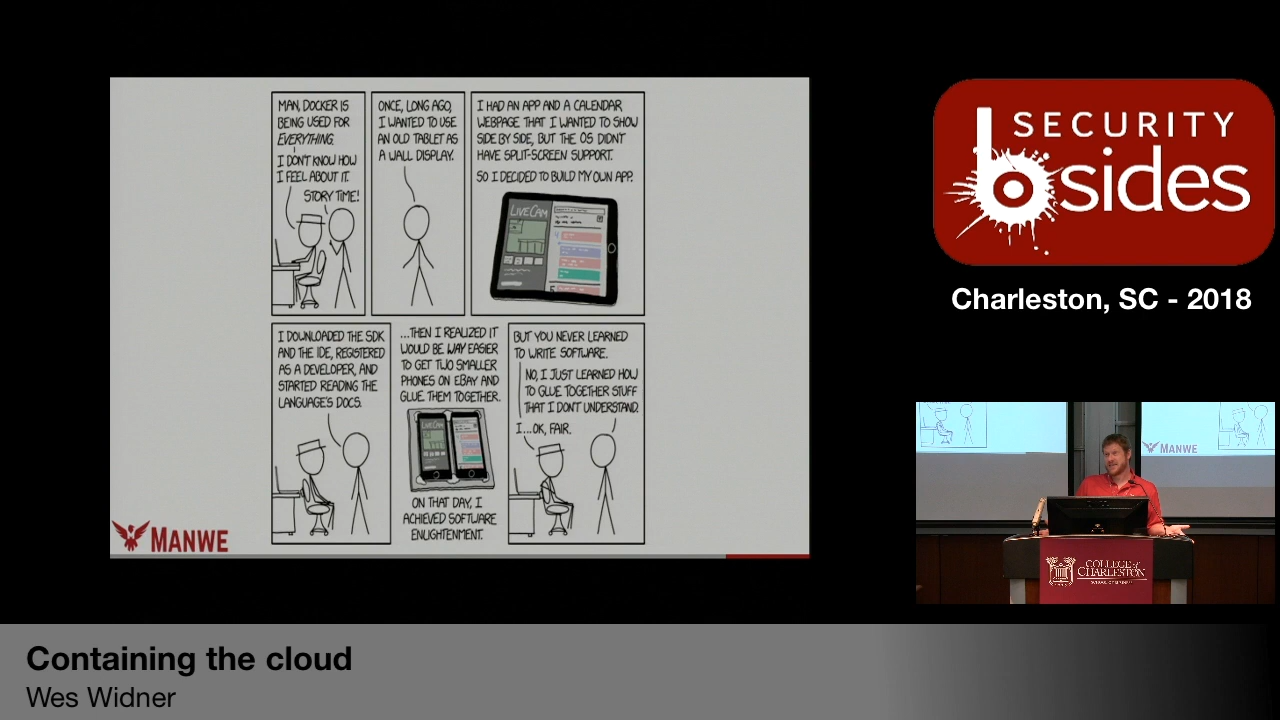 MAN, DOCKER IS
BEING USED FOR
EVERYTHING.
I DON'T KNOW HOW
I FEEL ABOUT IT.
STORY TIME!
ONCE, LONG AGO,
I WANTED TO USE
AN OLD TABLET AS
A WALL DISPLAY.
I HAD AN APP AND A CALENDAR
WEBPAGE THAT I WANTED TO SHOW
SIDE BY SIDE, BUT THE OS DIDN'T
HAVE SPLIT-SCREEN SUPPORT.
SO I DECIDED TO BUILD MY OWN APP.
LIVECAM
I DOWNLOADED THE SDK
AND THE IDE, REGISTERED
AS A DEVELOPER, AND
STARTED READING THE
LANGUAGE'S DOCS.
...THEN I REALIZED IT
WOULD BE WAY EASIER
TO GET TWO SMALLER
PHONES ON EBAY AND
GLUE THEM TOGETHER.
LIVECAM
ON THAT DAY, I
ACHIEVED SOFTWARE
ENLIGHTENMENT.
BUT YOU NEVER LEARNED
TO WRITE SOFTWARE.
NO, I JUST LEARNED HOW
TO GLUE TOGETHER STUFF
THAT I DON'T UNDERSTAND.
I...OK, FAIR.
MANWE
SECURITY
bsides
Charleston, SC - 2018
MANWE
COLLEGE of
CHARLESTON
Containing the cloud
Wes Widner